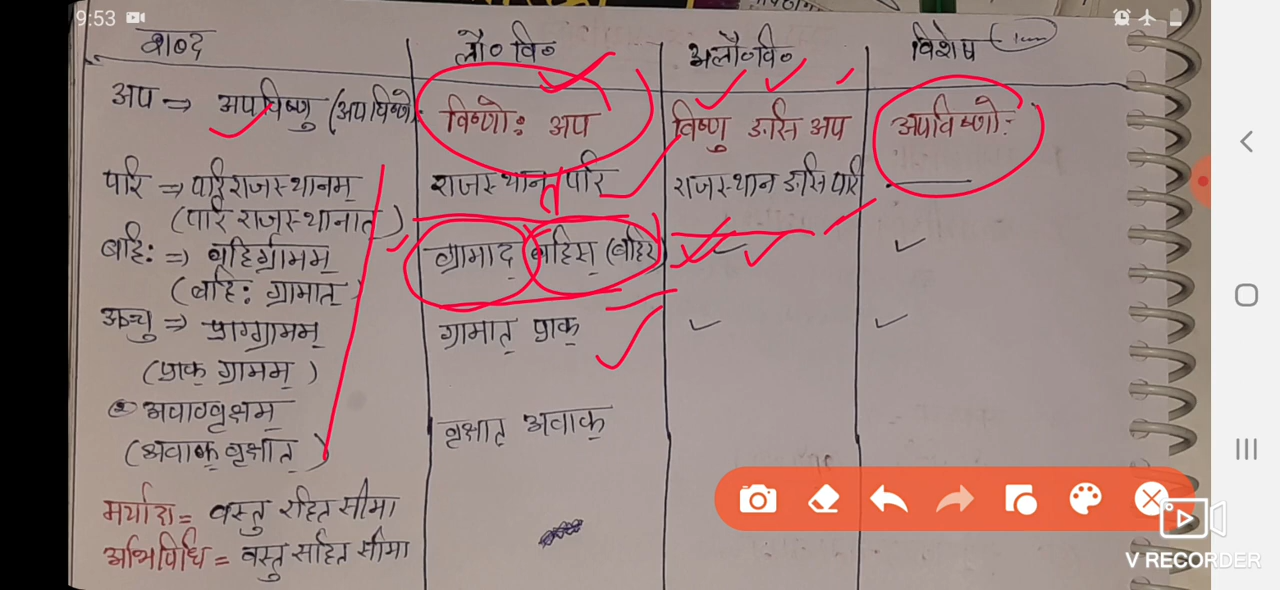 9:53
शब्द लौ० वि० अलौ०वि० विशेष
अप => अपविष्णु (अपविष्णोः) विष्णोः अप विष्णु ङसि अप अपविष्णोः
परि => परिराजस्थानम् राजस्थानात् परि राजस्थान ङसि परि
(परि राजस्थानात्)
बहिः => बहिर्ग्रामम् ग्रामाद् बहिस् (बहिर्)
(बहिः ग्रामात्)
अञ्चु => प्राग्ग्रामम् ग्रामात् प्राक्
(प्राक् ग्रामम्)
अवाग्वृक्षम् वृक्षात् अवाक्
(अवाक् वृक्षात्)
मर्यादा = वस्तु रहित सीमा
अभिविधि = वस्तु सहित सीमा
V RECORDER